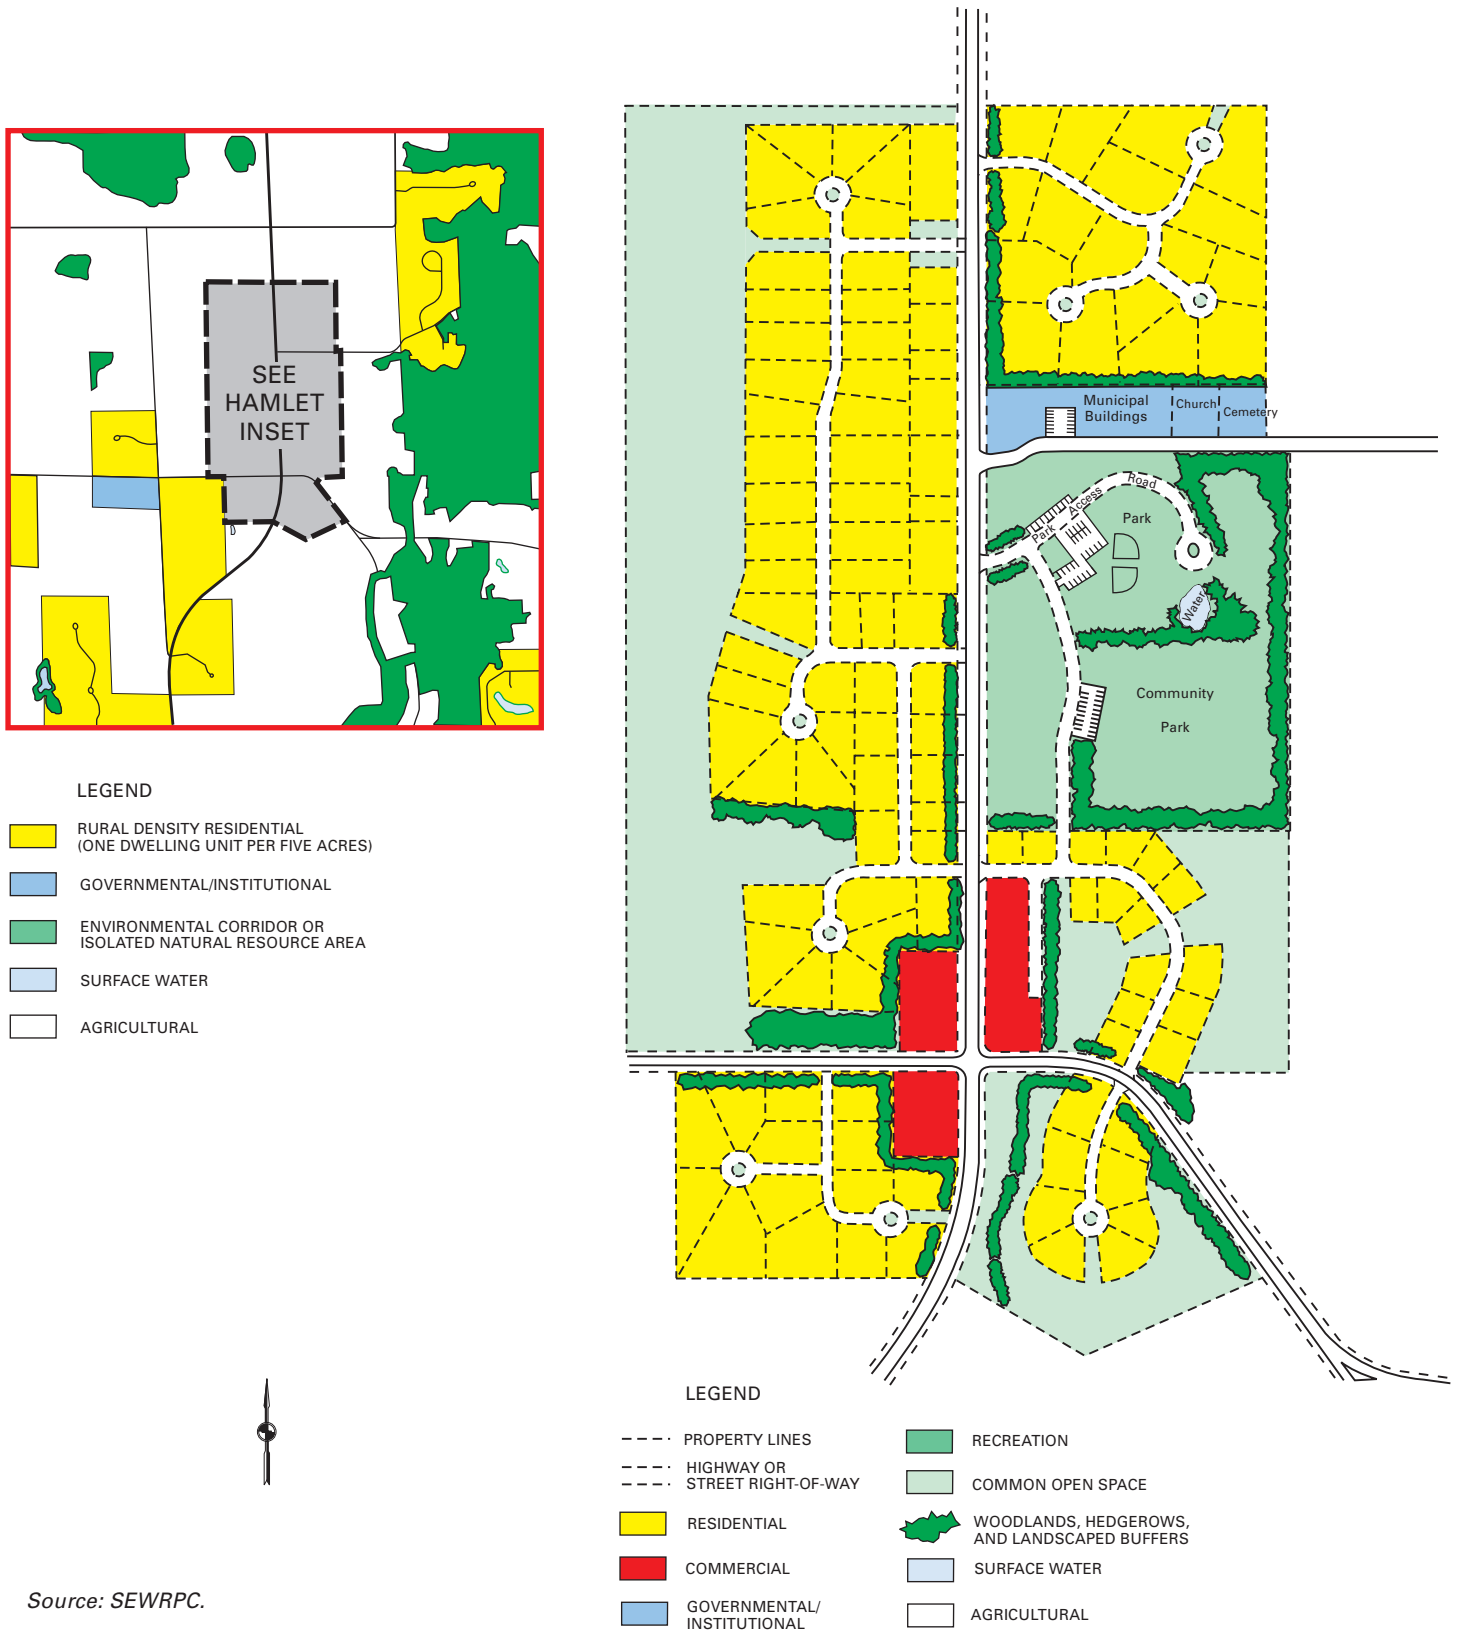 SEE
HAMLET
INSET
LEGEND
RURAL DENSITY RESIDENTIAL
(ONE DWELLING UNIT PER FIVE ACRES)
GOVERNMENTAL/INSTITUTIONAL
ENVIRONMENTAL CORRIDOR OR
ISOLATED NATURAL RESOURCE AREA
SURFACE WATER
AGRICULTURAL
Municipal
Buildings
Church
Cemetery
Park Access Road
Park
Water
Community
Park
LEGEND
PROPERTY LINES
HIGHWAY OR
STREET RIGHT-OF-WAY
RESIDENTIAL
COMMERCIAL
GOVERNMENTAL/
INSTITUTIONAL
RECREATION
COMMON OPEN SPACE
WOODLANDS, HEDGEROWS,
AND LANDSCAPED BUFFERS
SURFACE WATER
AGRICULTURAL
Source: SEWRPC.